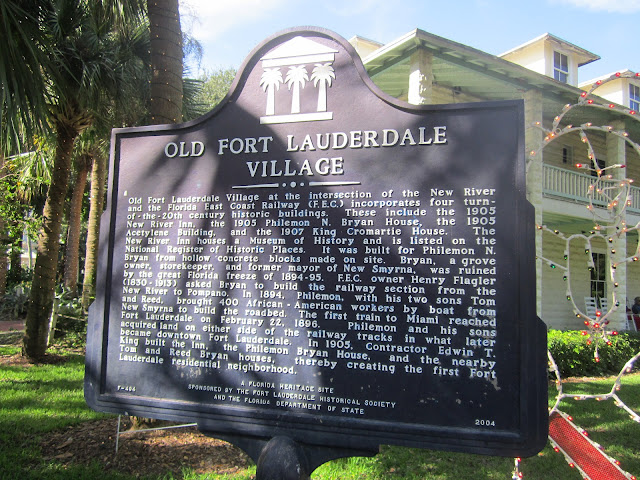 OLD FORT LAUDERDALE
VILLAGE
Old Fort Lauderdale Village at the intersection of the New River
and the Florida East Coast Railway (F.E.C.) incorporates four turn-
of-the-20th century historic buildings. These include the 1905
New River Inn, the 1905 Philemon N. Bryan House, the 1905
Acetylene Building, and the 1907 King Cromartie House. The
New River Inn houses a Museum of History and is listed on the
National Register of Historic Places. It was built for Philemon N.
Bryan from hollow concrete blocks made on site. Bryan, a grove
owner, storekeeper, and former mayor of New Smyrna, was ruined
by the great Florida freeze of 1894-95. F.E.C. owner Henry Flagler
(1830-1913) asked Bryan to build the railway section from the
New River to Pompano. In 1894, Philemon, with his two sons Tom
and Reed, brought 400 African-American workers by boat from
New Smyrna to build the roadbed. The first train to Miami reached
Fort Lauderdale on February 22, 1896. Philemon and his sons
acquired land on either side of the railway tracks in what later
became downtown Fort Lauderdale. In 1905, Contractor Edwin T.
King built the inn, the Philemon Bryan House, and the nearby
Tom and Reed Bryan houses, thereby creating the first Fort
Lauderdale residential neighborhood.
A FLORIDA HERITAGE SITE
SPONSORED BY THE FORT LAUDERDALE HISTORICAL SOCIETY
AND THE FLORIDA DEPARTMENT OF STATE
F-494
2004